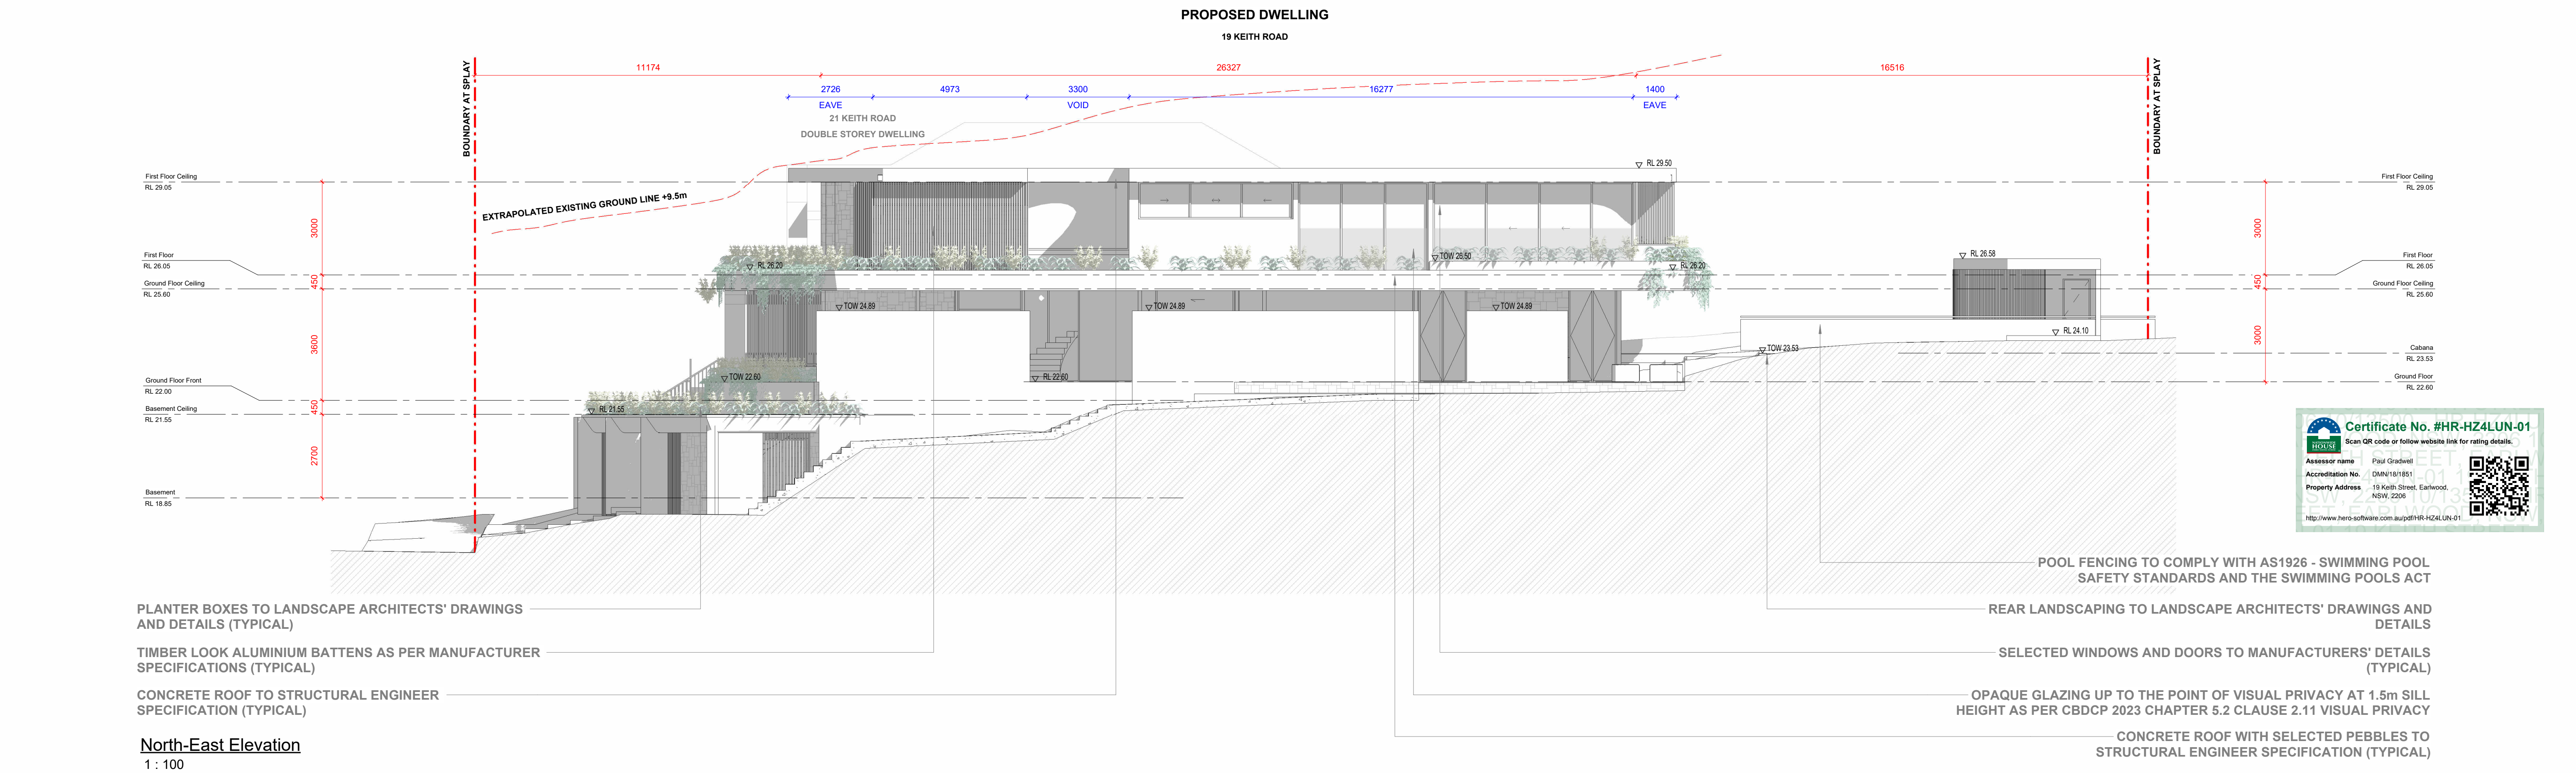 PROPOSED DWELLING
19 KEITH ROAD
BOUNDARY AT SPLAY
BOUNDARY AT SPLAY
11174
26327
16516
2726
4973
3300
16277
1400
EAVE
VOID
EAVE
21 KEITH ROAD
DOUBLE STOREY DWELLING
EXTRAPOLATED EXISTING GROUND LINE +9.5m
RL 29.50
First Floor Ceiling
RL 29.05
First Floor
RL 26.05
Ground Floor Ceiling
RL 25.60
Ground Floor Front
RL 22.00
Basement Ceiling
RL 21.55
Basement
RL 18.85
3000
450
3600
450
2700
RL 26.20
TOW 26.50
RL 26.20
RL 26.58
TOW 24.89
TOW 24.89
TOW 24.89
RL 24.10
TOW 23.53
TOW 22.60
RL 22.60
RL 21.55
First Floor Ceiling
RL 29.05
First Floor
RL 26.05
Ground Floor Ceiling
RL 25.60
Cabana
RL 23.53
Ground Floor
RL 22.60
3000
450
3000
Certificate No. #HR-HZ4LUN-01
Scan QR code or follow website link for rating details.
NATIONWIDE
HOUSE
Assessor name Paul Gradwell
Accreditation No. DMN/18/1851
Property Address 19 Keith Street, Earlwood,
NSW, 2206
http://www.hero-software.com.au/pdf/HR-HZ4LUN-01
PLANTER BOXES TO LANDSCAPE ARCHITECTS' DRAWINGS
AND DETAILS (TYPICAL)
TIMBER LOOK ALUMINIUM BATTENS AS PER MANUFACTURER
SPECIFICATIONS (TYPICAL)
CONCRETE ROOF TO STRUCTURAL ENGINEER
SPECIFICATION (TYPICAL)
POOL FENCING TO COMPLY WITH AS1926 - SWIMMING POOL
SAFETY STANDARDS AND THE SWIMMING POOLS ACT
REAR LANDSCAPING TO LANDSCAPE ARCHITECTS' DRAWINGS AND
DETAILS
SELECTED WINDOWS AND DOORS TO MANUFACTURERS' DETAILS
(TYPICAL)
OPAQUE GLAZING UP TO THE POINT OF VISUAL PRIVACY AT 1.5m SILL
HEIGHT AS PER CBDCP 2023 CHAPTER 5.2 CLAUSE 2.11 VISUAL PRIVACY
CONCRETE ROOF WITH SELECTED PEBBLES TO
STRUCTURAL ENGINEER SPECIFICATION (TYPICAL)
North-East Elevation
1 : 100